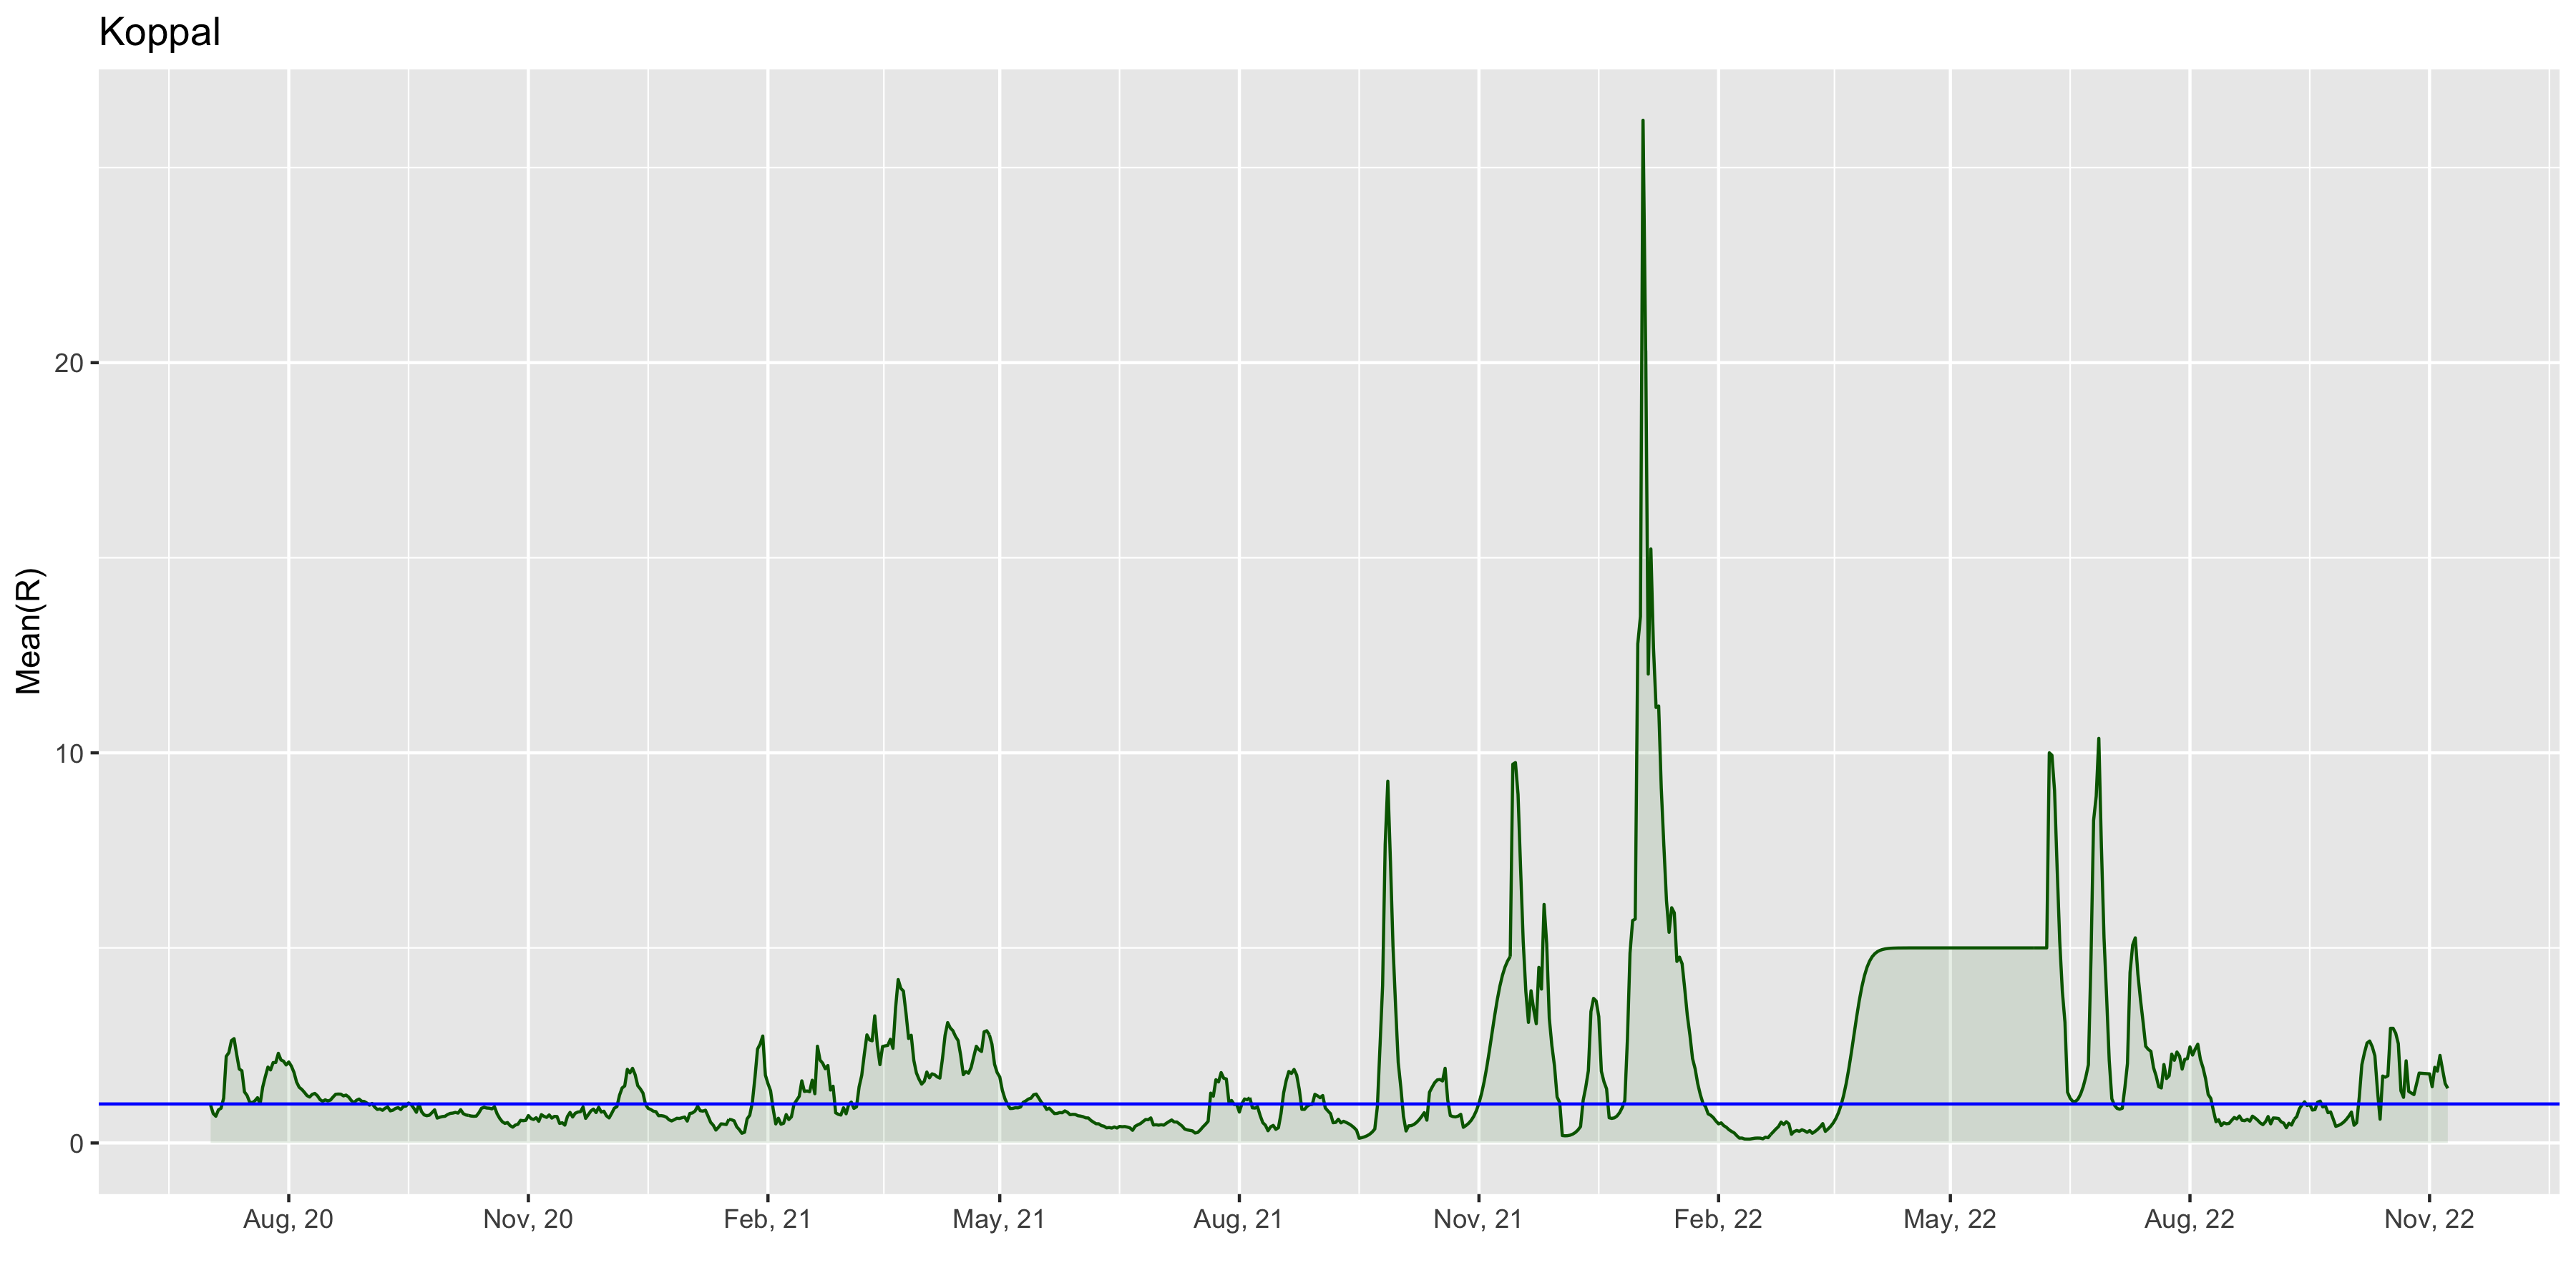 Koppal
Mean(R)
20
10
0
Aug, 20
Nov, 20
Feb, 21
May, 21
Aug, 21
Nov, 21
Feb, 22
May, 22
Aug, 22
Nov, 22